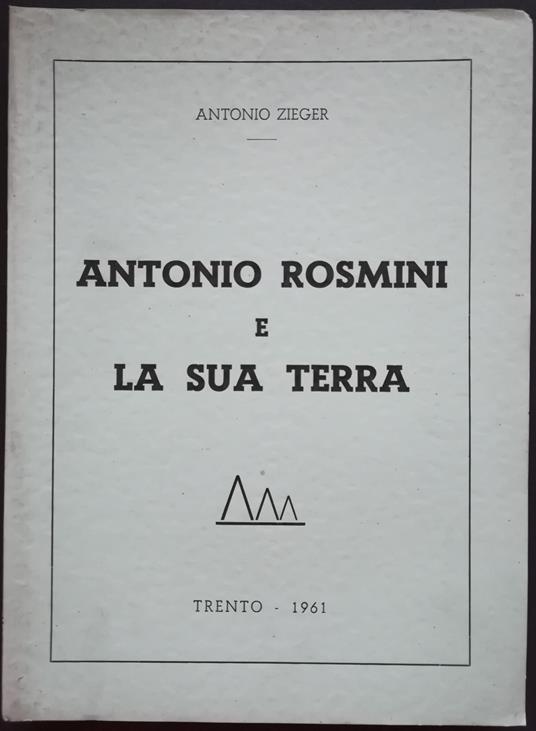 ANTONIO ZIEGER
ANTONIO ROSMINI
E
LA SUA TERRA
TRENTO - 1961